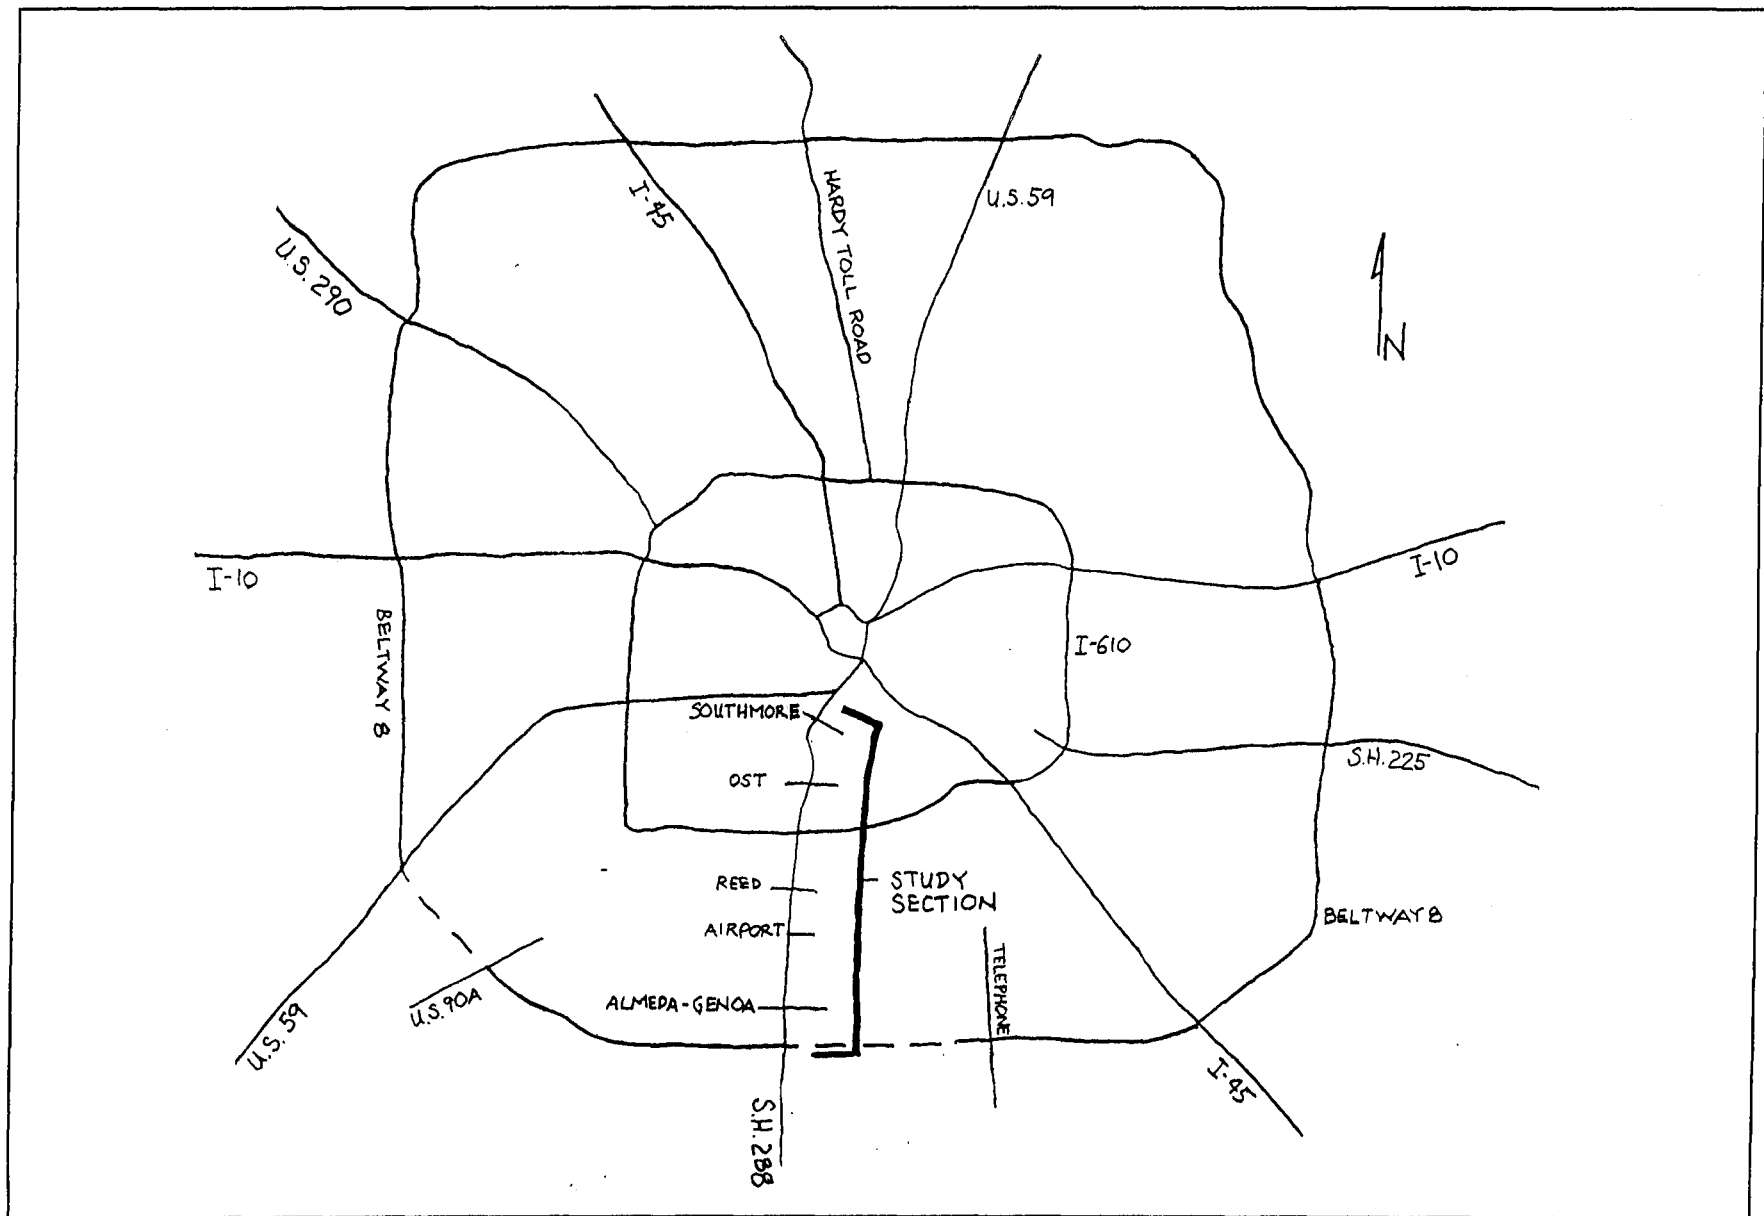 I-45
HARDY TOLL ROAD
U.S.59
U.S.290
N
I-10
I-10
BELTWAY 8
I-610
SOUTHMORE
S.H.225
OST
REED
STUDY
SECTION
AIRPORT
BELTWAY 8
TELEPHONE
ALMEDA-GENOA
U.S.90A
U.S.59
I-45
S.H.288